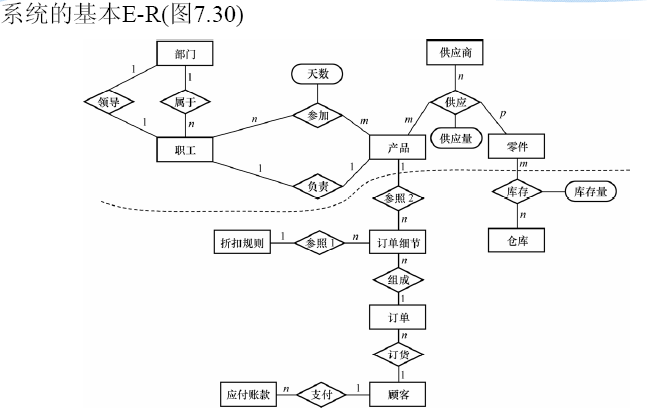 系统的基本E-R(图7.30)
部门
供应商
天数
1
1
n
领导
属于
参加
供应
1
n
n
m
m
p
供应量
职工
产品
零件
1
1
1
m
负责
参照2
库存
库存量
n
n
折扣规则
1
参照1
n
订单细节
仓库
n
组成
1
订单
n
订货
1
应付账款
n
支付
1
顾客